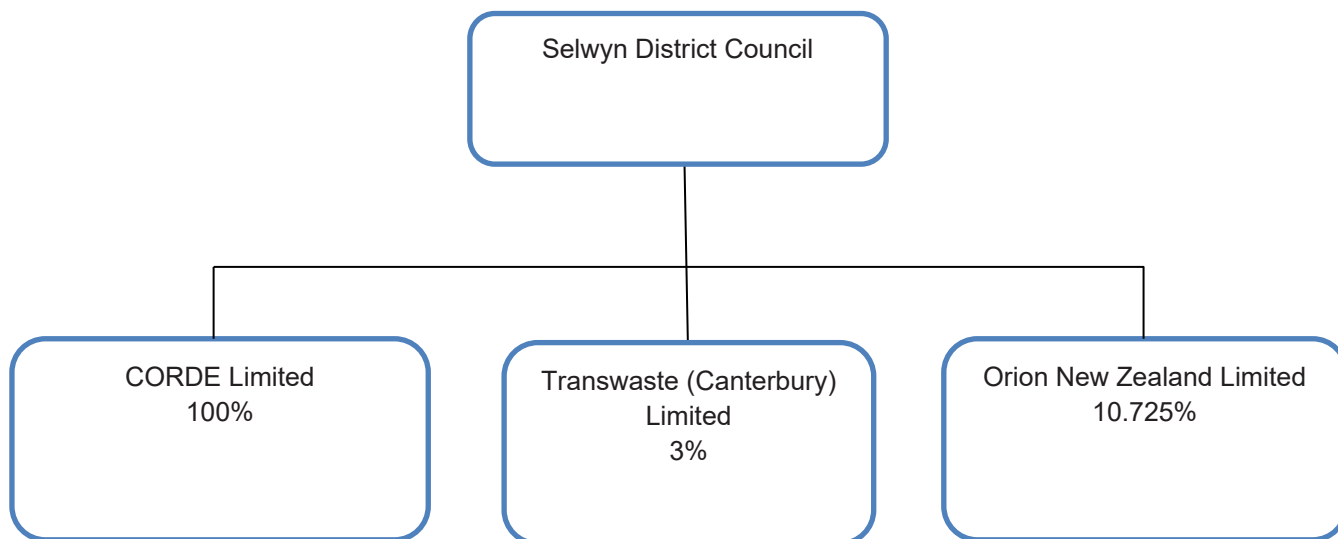 Selwyn District Council
CORDE Limited
100%
Transwaste (Canterbury)
Limited
3%
Orion New Zealand Limited
10.725%